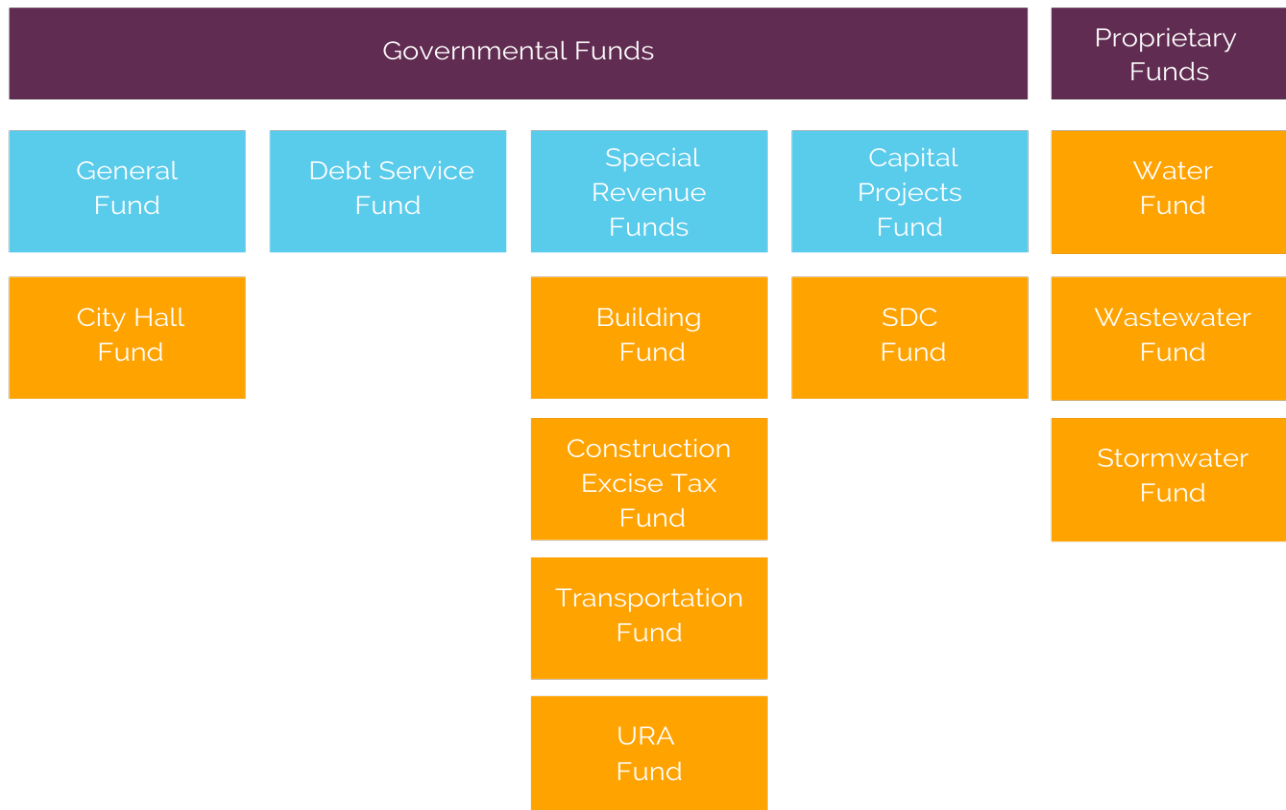 Governmental Funds
Proprietary
Funds
General
Fund
Debt Service
Fund
Special
Revenue
Funds
Capital
Projects
Fund
Water
Fund
City Hall
Fund
Building
Fund
SDC
Fund
Wastewater
Fund
Construction
Excise Tax
Fund
Stormwater
Fund
Transportation
Fund
URA
Fund